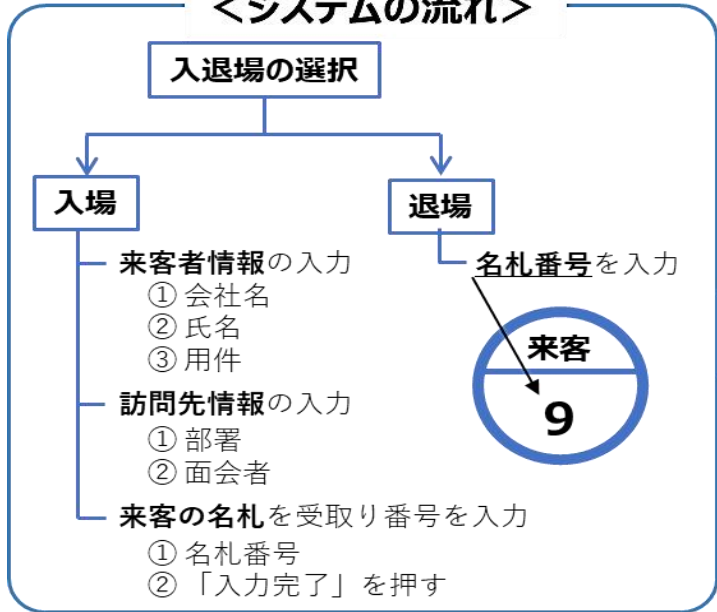 <システムの流れ>
入退場の選択
入場
来客者情報の入力
① 会社名
② 氏名
③ 用件
訪問先情報の入力
① 部署
② 面会者
来客の名札を受取り番号を入力
① 名札番号
② 「入力完了」を押す
退場
名札番号を入力
来客
9